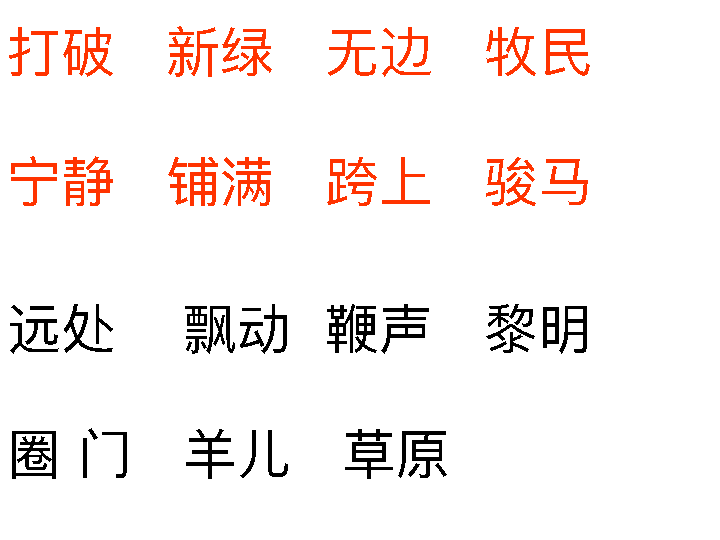 打破 新绿 无边 牧民
宁静 铺满 跨上 骏马
远处 飘动 鞭声 黎明
圈 门 羊儿 草原